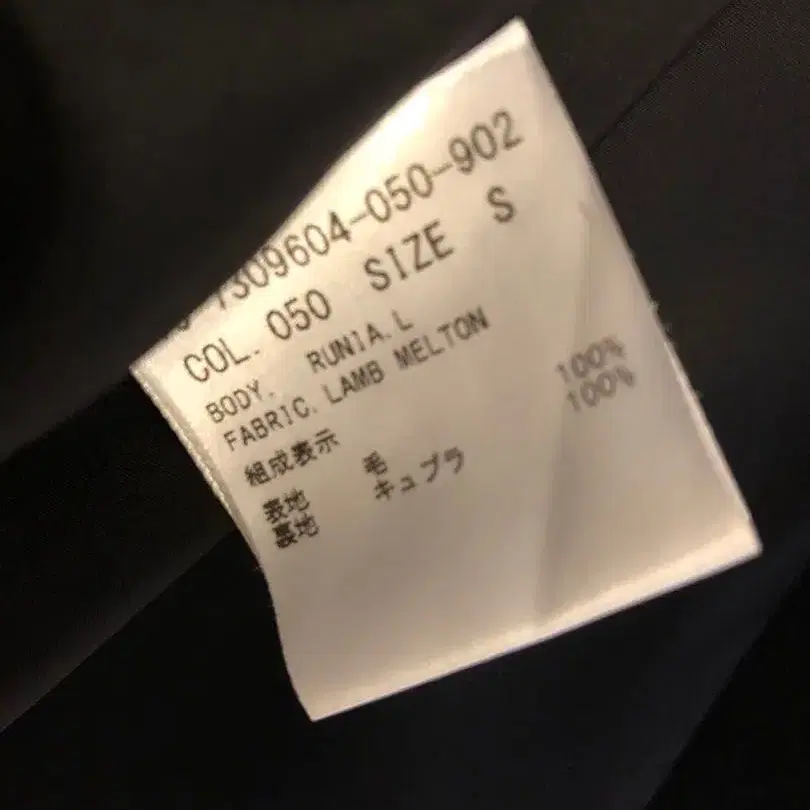 7309604-050-902
COL. 050 SIZE S
BODY. RUNIA.L
FABRIC. LAMB MELTON
組成表示
表地 毛 100%
裏地 キュプラ 100%